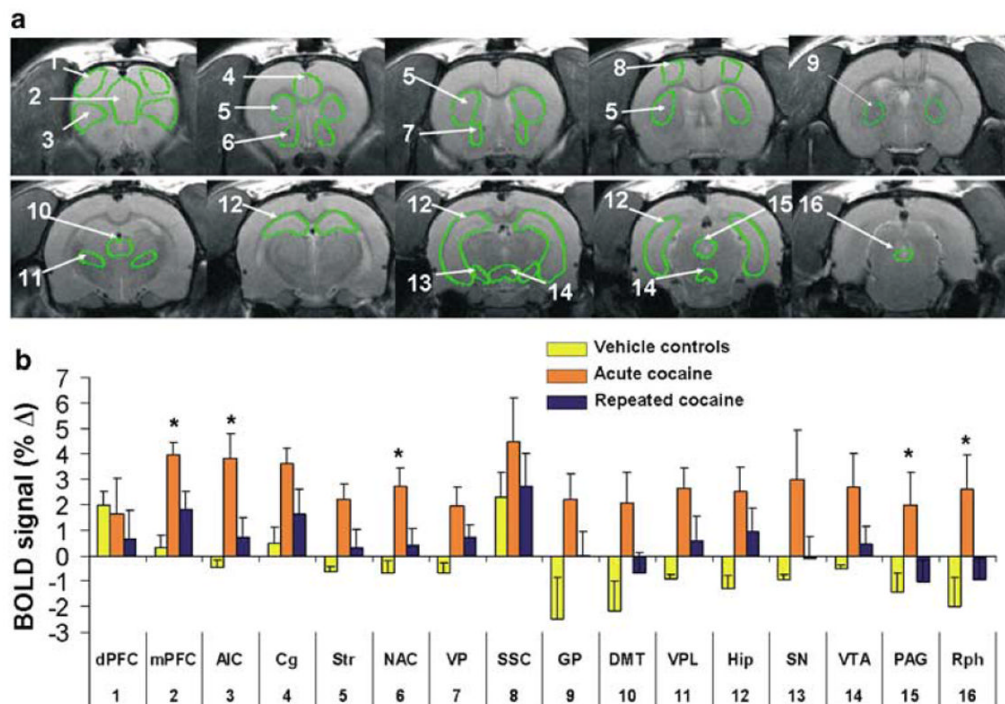 a
1 2 3
4 5 6
5 7
8 5
9
10 11
12
12 13 14
12 15 14
16
b
Vehicle controls
Acute cocaine
Repeated cocaine
BOLD signal (% Δ)
7
6
5
4
3
2
1
0
-1
-2
-3
* * * * *
dPFC mPFC AIC Cg Str NAC VP SSC GP DMT VPL Hip SN VTA PAG Rph
1 2 3 4 5 6 7 8 9 10 11 12 13 14 15 16